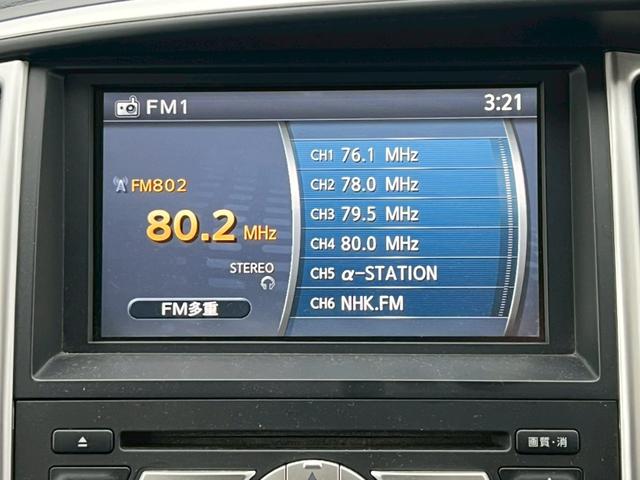 FM1
3:21
FM802
80.2 MHz
STEREO
FM多重
CH1 76.1 MHz
CH2 78.0 MHz
CH3 79.5 MHz
CH4 80.0 MHz
CH5 α-STATION
CH6 NHK.FM
画質・消